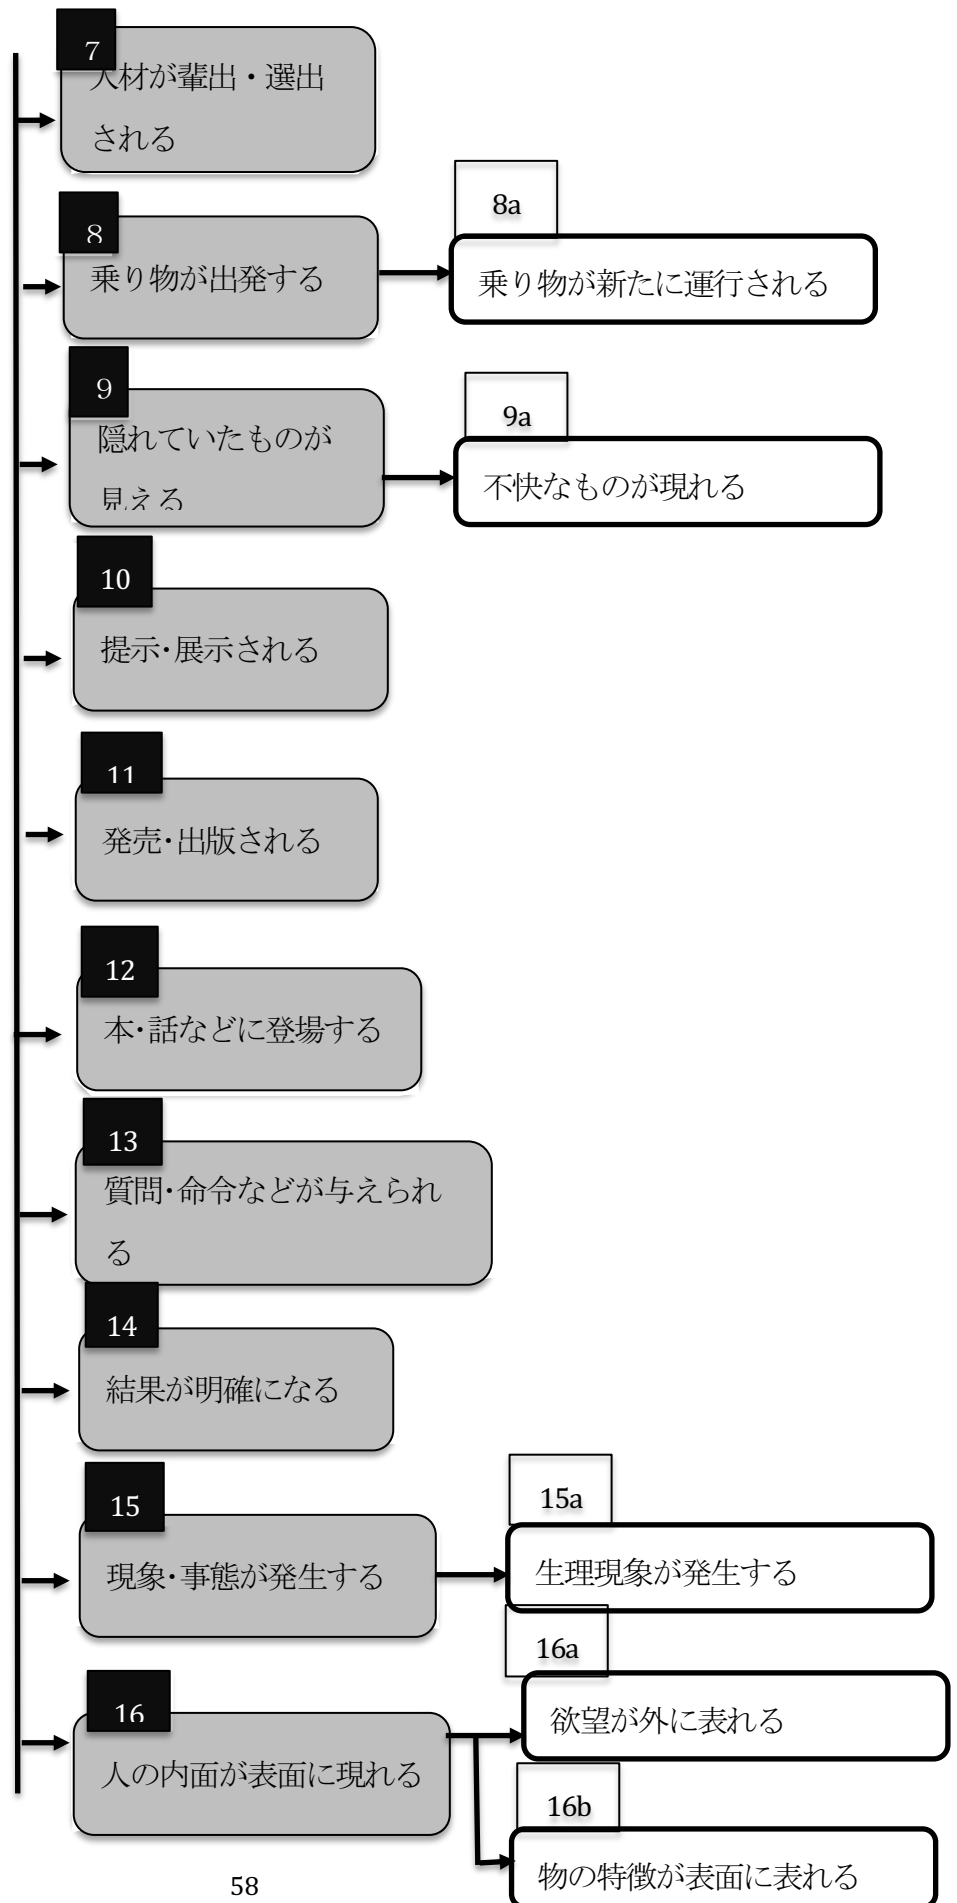 7
人材が輩出・選出
される
8
乗り物が出発する
8a
乗り物が新たに運行される
9
隠れていたものが
見える
9a
不快なものが現れる
10
提示・展示される
11
発売・出版される
12
本・話などに登場する
13
質問・命令などが与えられ
る
14
結果が明確になる
15
現象・事態が発生する
15a
生理現象が発生する
16
人の内面が表面に現れる
16a
欲望が外に表れる
16b
物の特徴が表面に表れる
58